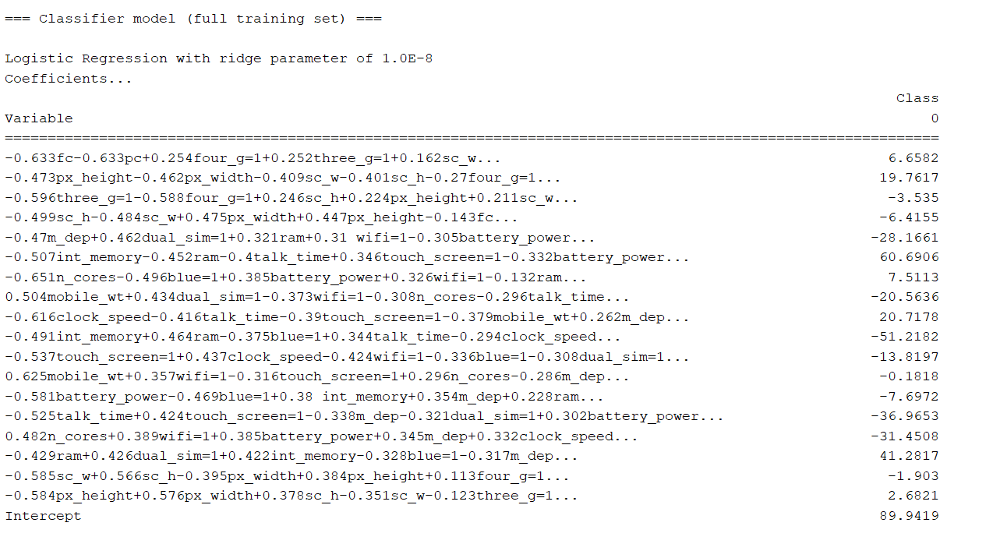 === Classifier model (full training set) ===
Logistic Regression with ridge parameter of 1.0E-8
Coefficients...
Class
Variable 0
===============================================================================================================
-0.633fc-0.633pc+0.254four_g=1+0.252three_g=1+0.162sc_w... 6.6582
-0.473px_height-0.462px_width-0.409sc_w-0.401sc_h-0.27four_g=1... 19.7617
-0.596three_g=1-0.588four_g=1+0.246sc_h+0.224px_height+0.211sc_w... -3.535
-0.499sc_h-0.484sc_w+0.475px_width+0.447px_height-0.143fc... -6.4155
-0.47m_dep+0.462dual_sim=1+0.321ram+0.31 wifi=1-0.305battery_power... -28.1661
-0.507int_memory-0.452ram-0.4talk_time+0.346touch_screen=1-0.332battery_power... 60.6906
-0.651n_cores-0.496blue=1+0.385battery_power+0.326wifi=1-0.132ram... 7.5113
0.504mobile_wt+0.434dual_sim=1-0.373wifi=1-0.308n_cores-0.296talk_time... -20.5636
-0.616clock_speed-0.416talk_time-0.39touch_screen=1-0.379mobile_wt+0.262m_dep... 20.7178
-0.491int_memory+0.464ram-0.375blue=1+0.344talk_time-0.294clock_speed... -51.2182
-0.537touch_screen=1+0.437clock_speed-0.424wifi=1-0.336blue=1-0.308dual_sim=1... -13.8197
0.625mobile_wt+0.357wifi=1-0.316touch_screen=1+0.296n_cores-0.286m_dep... -0.1818
-0.581battery_power-0.469blue=1+0.38 int_memory+0.354m_dep+0.228ram... -7.6972
-0.525talk_time+0.424touch_screen=1-0.338m_dep-0.321dual_sim=1+0.302battery_power... -36.9653
0.482n_cores+0.389wifi=1+0.385battery_power+0.345m_dep+0.332clock_speed... -31.4508
-0.429ram+0.426dual_sim=1+0.422int_memory-0.328blue=1-0.317m_dep... 41.2817
-0.585sc_w+0.566sc_h-0.395px_width+0.384px_height+0.113four_g=1... -1.903
-0.584px_height+0.576px_width+0.378sc_h-0.351sc_w-0.123three_g=1... 2.6821
Intercept 89.9419